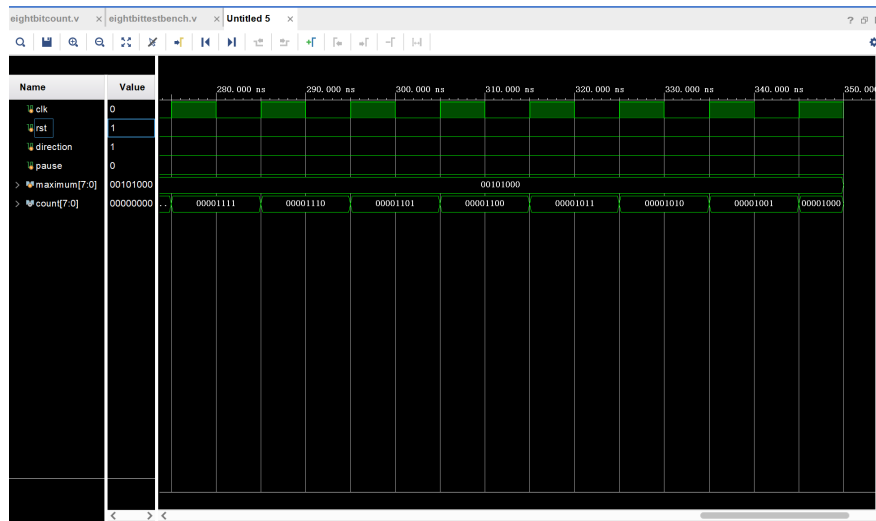 eightbitcount.v × eightbittestbench.v × Untitled 5 ×
?
Name Value
280.000 ns 290.000 ns 300.000 ns 310.000 ns 320.000 ns 330.000 ns 340.000 ns 350.00
clk 0
rst 1
direction 1
pause 0
> maximum[7:0] 00101000 00101000
> count[7:0] 00000000 .. 00001111 00001110 00001101 00001100 00001011 00001010 00001001 00001000